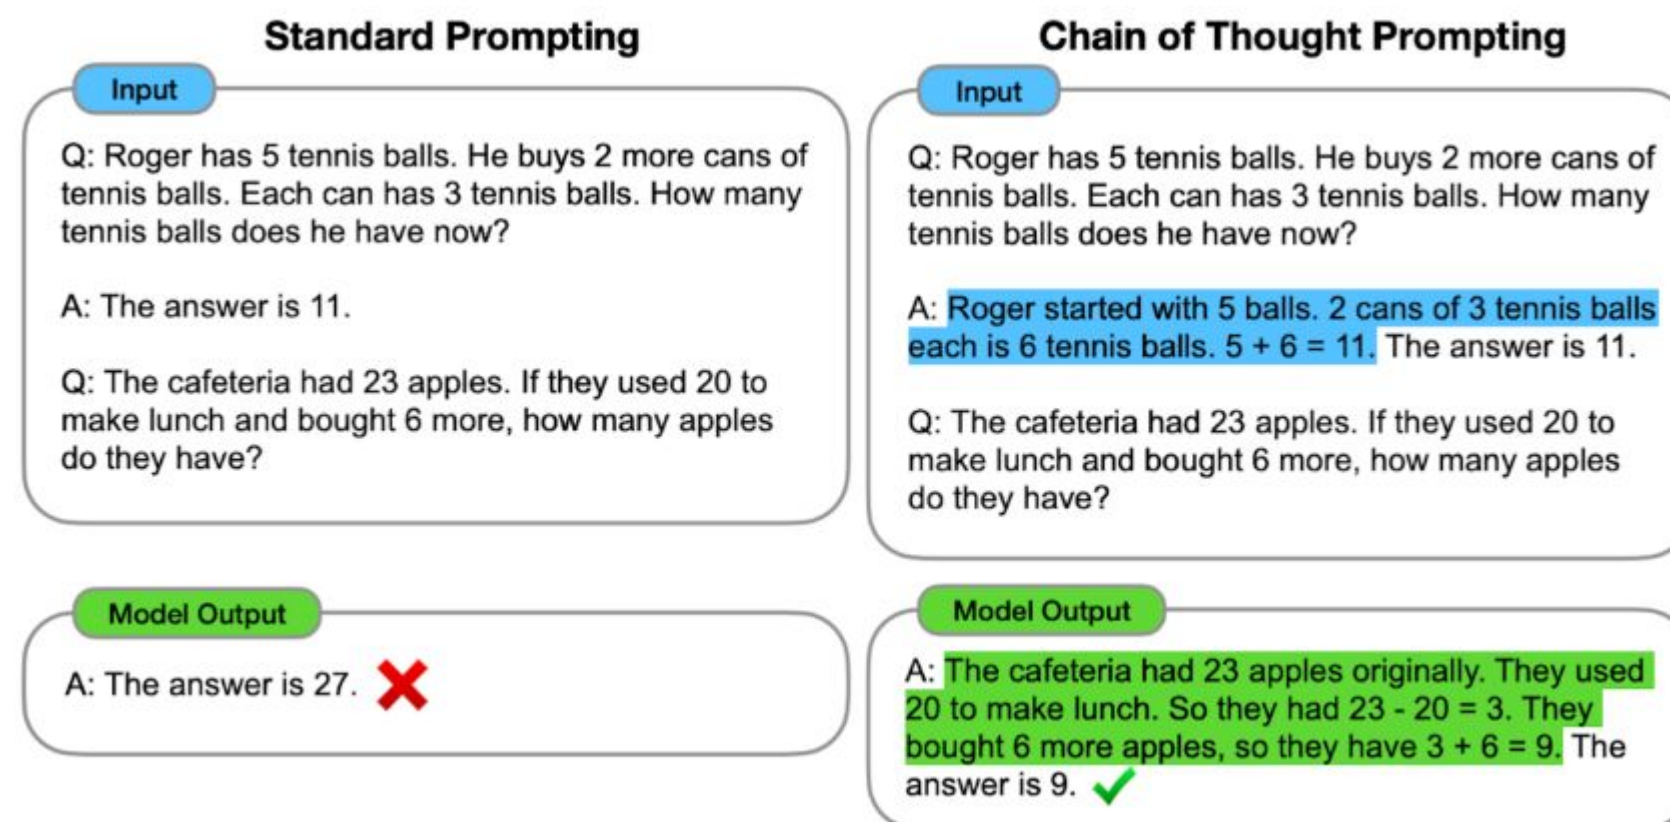 Standard Prompting
Input
Q: Roger has 5 tennis balls. He buys 2 more cans of
tennis balls. Each can has 3 tennis balls. How many
tennis balls does he have now?
A: The answer is 11.
Q: The cafeteria had 23 apples. If they used 20 to
make lunch and bought 6 more, how many apples
do they have?
Model Output
A: The answer is 27.
Chain of Thought Prompting
Input
Q: Roger has 5 tennis balls. He buys 2 more cans of
tennis balls. Each can has 3 tennis balls. How many
tennis balls does he have now?
A: Roger started with 5 balls. 2 cans of 3 tennis balls
each is 6 tennis balls. 5 + 6 = 11. The answer is 11.
Q: The cafeteria had 23 apples. If they used 20 to
make lunch and bought 6 more, how many apples
do they have?
Model Output
A: The cafeteria had 23 apples originally. They used
20 to make lunch. So they had 23 - 20 = 3. They
bought 6 more apples, so they have 3 + 6 = 9. The
answer is 9.